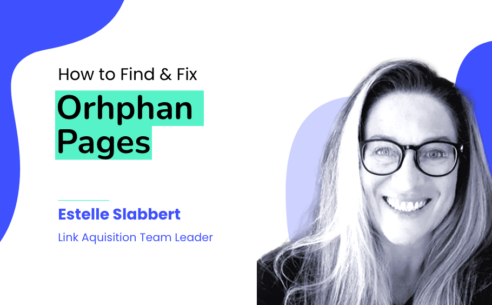 How to Find & Fix
Orhphan
Pages
Estelle Slabbert
Link Aquisition Team Leader